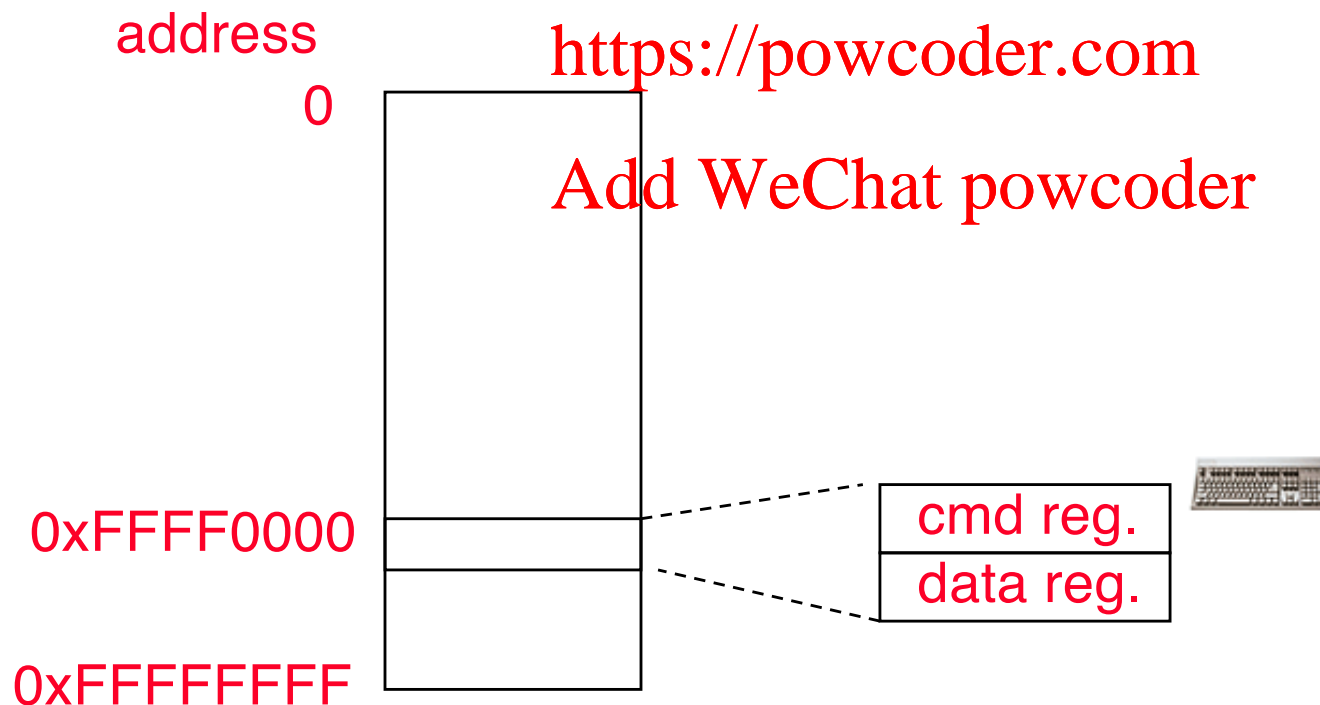 address
https://powcoder.com
0
Add WeChat powcoder
0xFFFF0000
cmd reg.
data reg.
0xFFFFFFFF